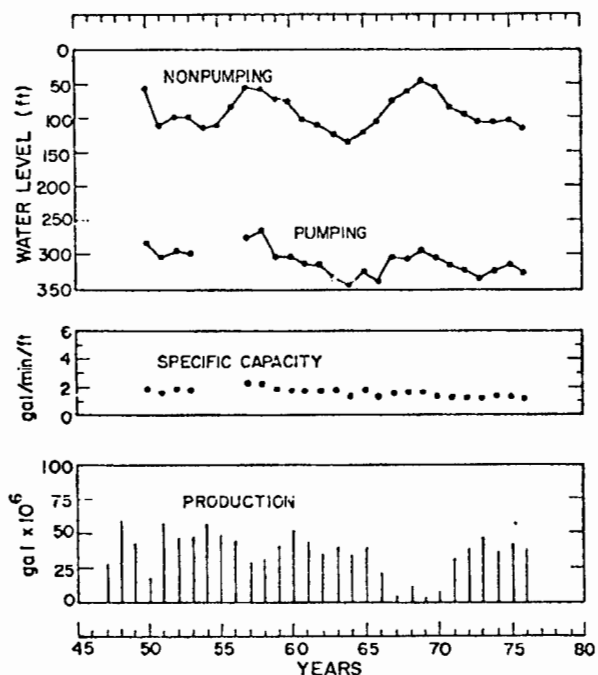 0
50
100
150
200
250
300
350
WATER LEVEL (ft)
NONPUMPING
PUMPING
6
4
2
0
gal/min/ft
SPECIFIC CAPACITY
100
75
50
25
0
gal x 10^6
PRODUCTION
45 50 55 60 65 70 75 80
YEARS